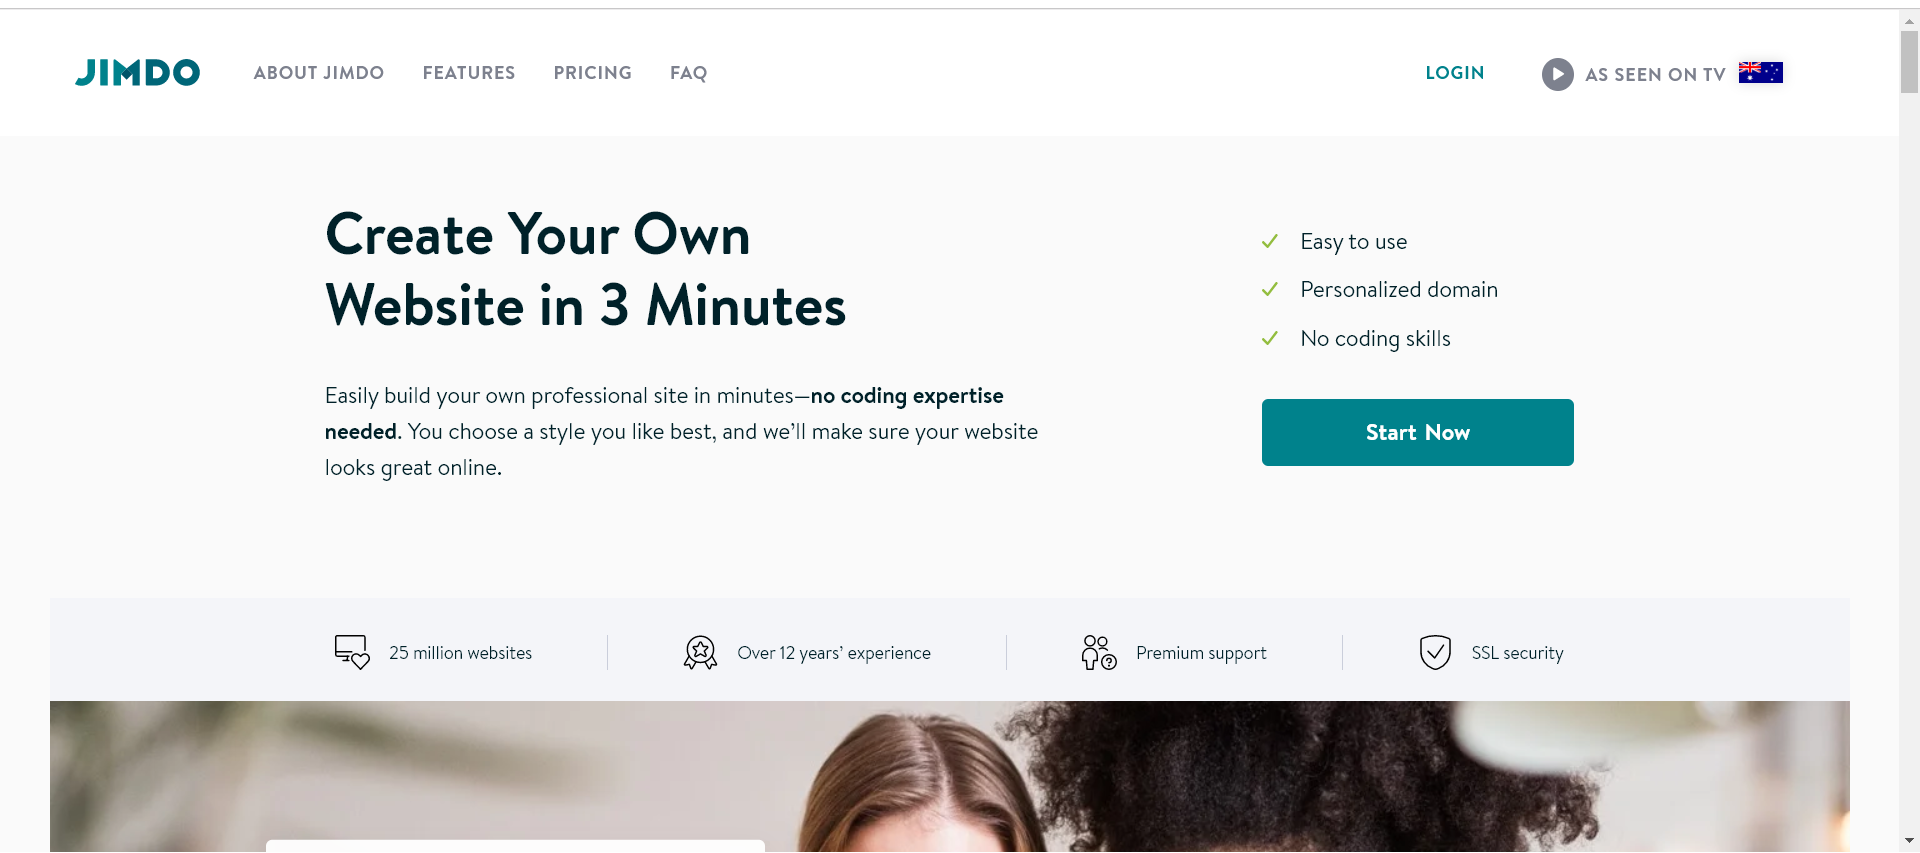 JIMDO
ABOUT JIMDO
FEATURES
PRICING
FAQ
LOGIN
AS SEEN ON TV
Create Your Own
Website in 3 Minutes
Easily build your own professional site in minutes—no coding expertise
needed. You choose a style you like best, and we’ll make sure your website
looks great online.
Easy to use
Personalized domain
No coding skills
Start Now
25 million websites
Over 12 years’ experience
Premium support
SSL security